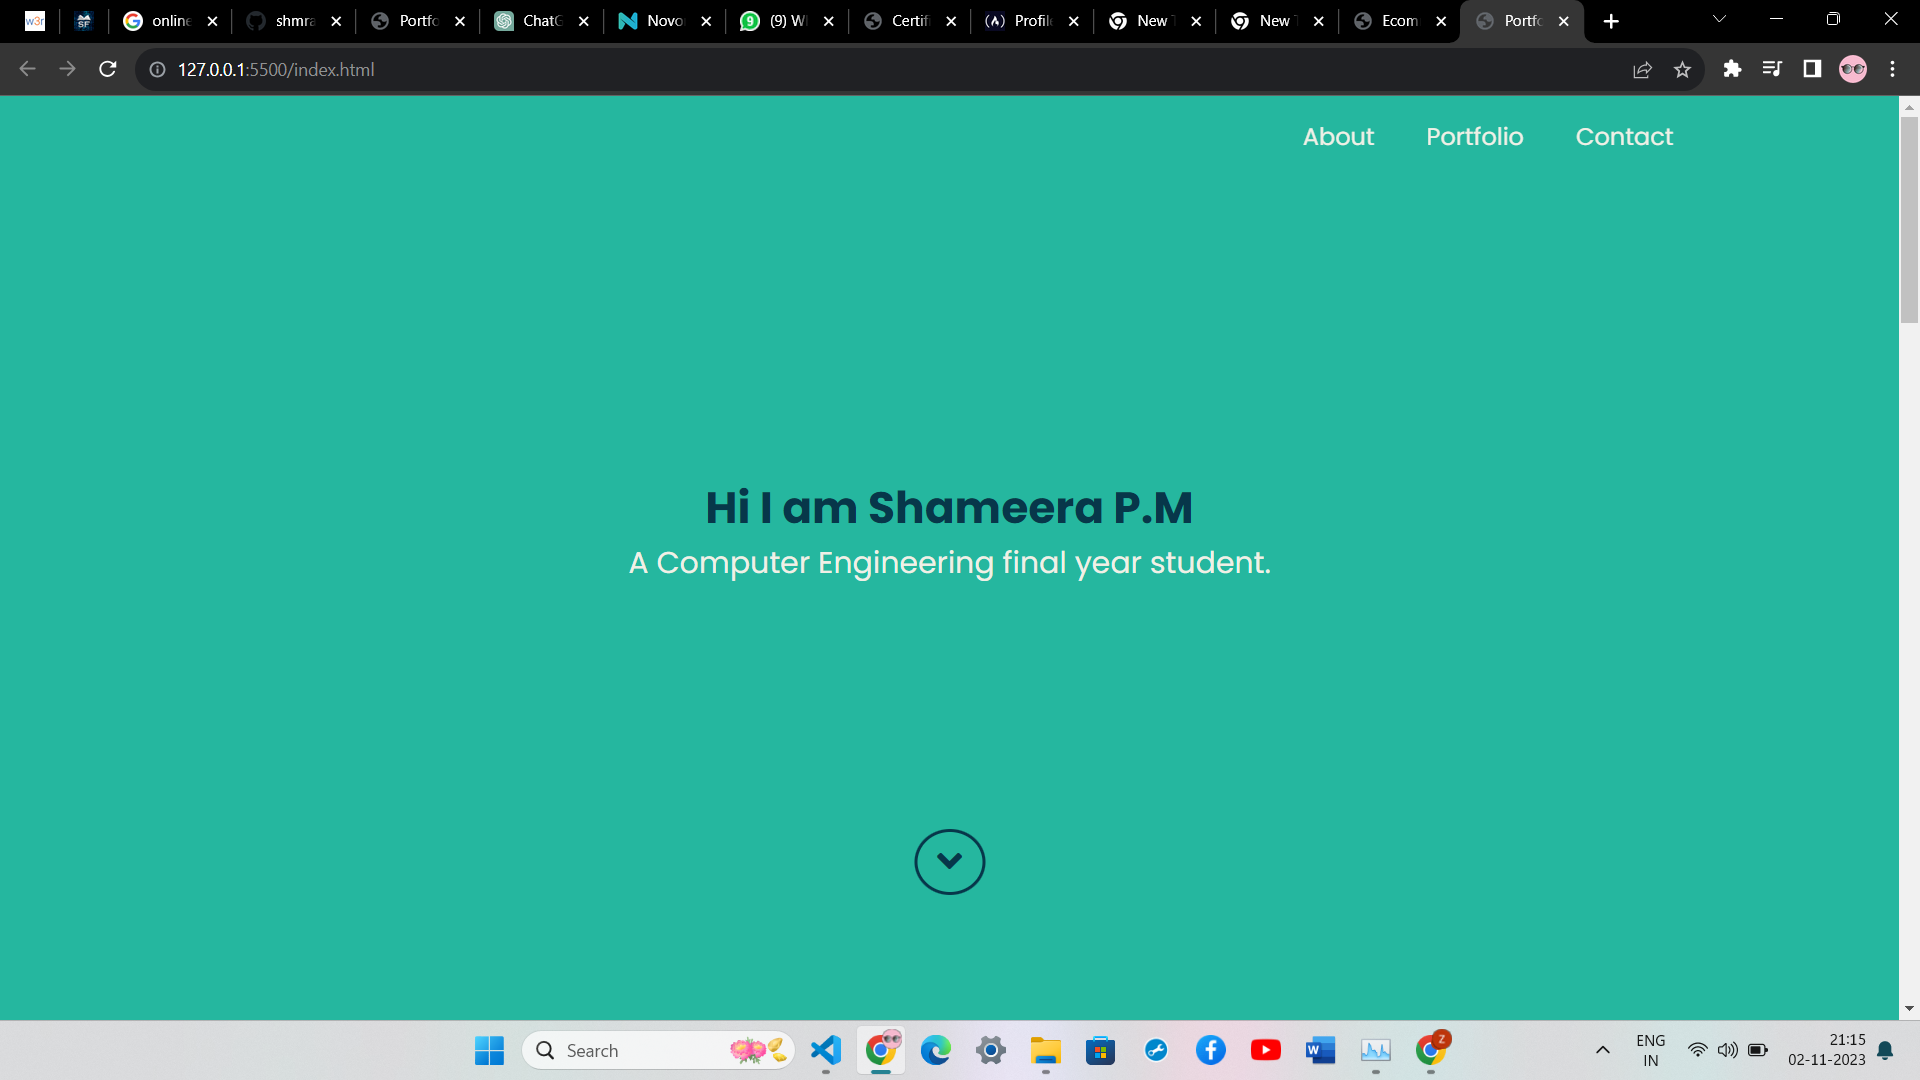 w3r
SF
online
shmra
Portfo
ChatG
Novo
(9) W
Certifi
Profile
New T
New T
Ecom
Portfo
127.0.0.1:5500/index.html
About
Portfolio
Contact
Hi I am Shameera P.M
A Computer Engineering final year student.
Search
Z
ENG
IN
21:15
02-11-2023